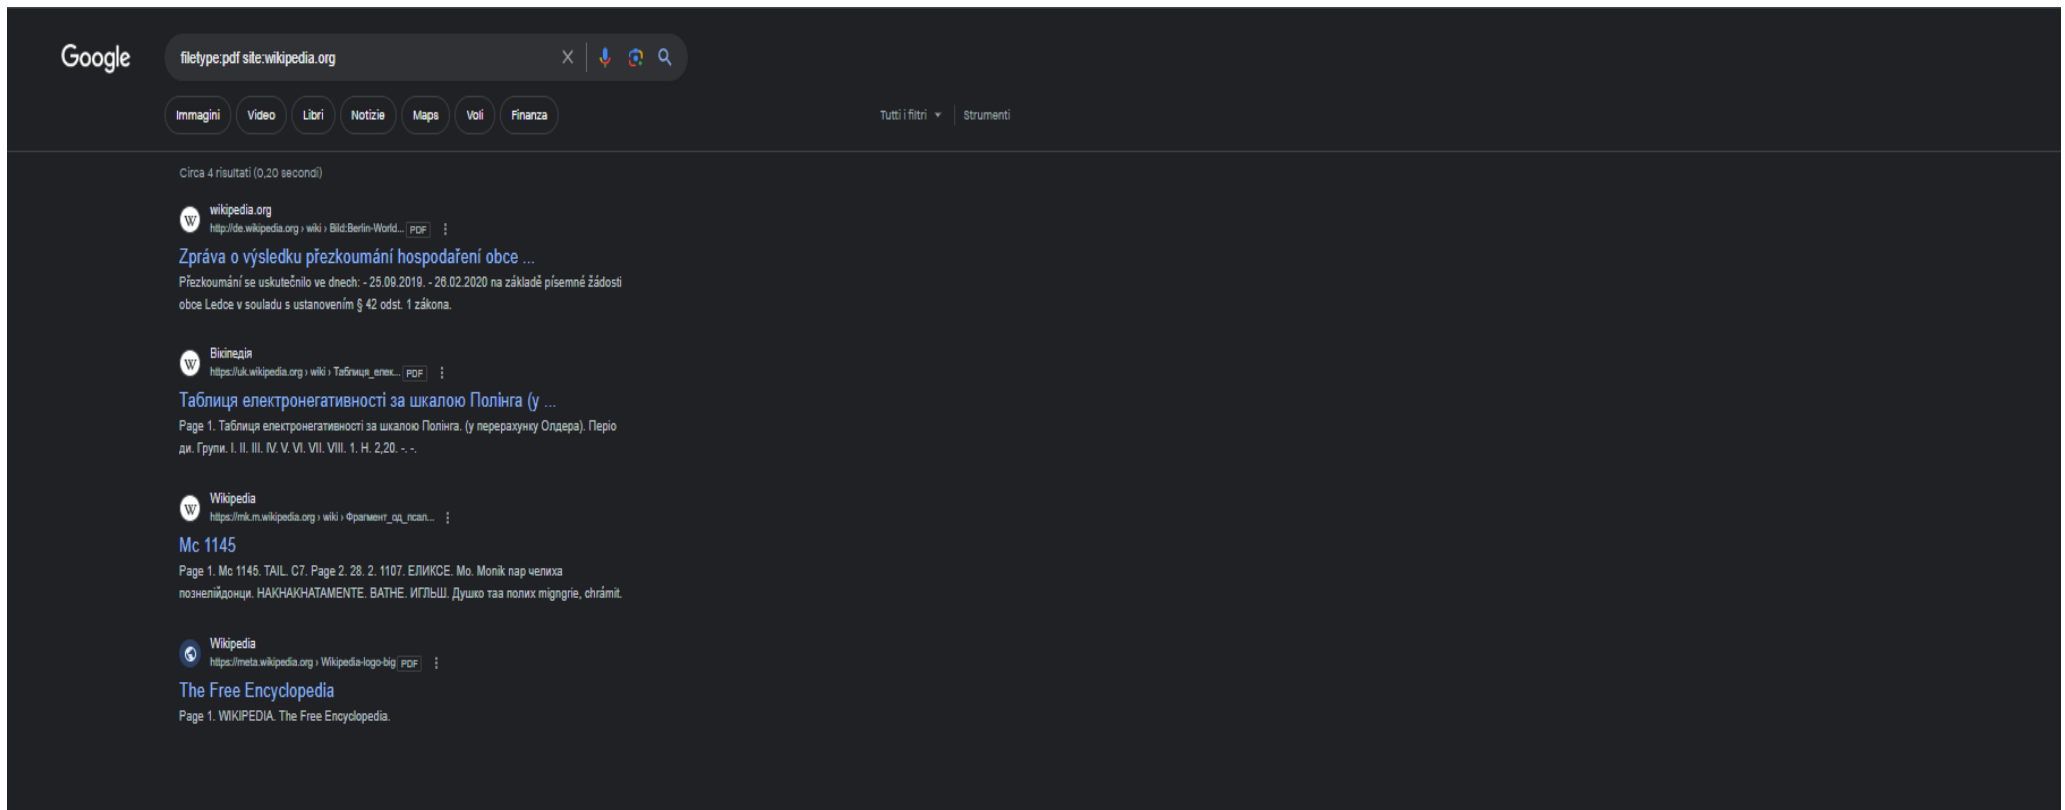 Google
filetype:pdf site:wikipedia.org
Immagini Video Libri Notizie Maps Voli Finanza Tutti i filtri Strumenti
Circa 4 risultati (0,20 secondi)
wikipedia.org
http://de.wikipedia.org › wiki › Bild:Berlin-World... PDF
Zpráva o výsledku přezkoumání hospodaření obce ...
Přezkoumání se uskutečnilo ve dnech: - 25.09.2019. - 26.02.2020 na základě písemné žádosti
obce Ledce v souladu s ustanovením § 42 odst. 1 zákona.
W
Вікіпедія
https://uk.wikipedia.org › wiki › Таблиця_елек... PDF
Таблиця електронегативності за шкалою Полінга (у ...
Page 1. Таблиця електронегативності за шкалою Полінга. (у перерахунку Олдера). Періо
ди. Групи. I. II. III. IV. V. VI. VII. VIII. 1. H. 2,20. -. -.
W
Wikipedia
https://mk.m.wikipedia.org › wiki › Фрагмент_од_псал...
Mc 1145
Page 1. Mc 1145. TAIL. C7. Page 2. 28. 2. 1107. ЕЛИКСЕ. Mo. Monik пар челиха
познелійдонци. НАКНАКНАТАМЕNTE. ВАТНЕ. ИГЛЬШ. Душко таа полих migngrie, chrámit.
Wikipedia
https://meta.wikipedia.org › Wikipedia-logo-big PDF
The Free Encyclopedia
Page 1. WIKIPEDIA. The Free Encyclopedia.